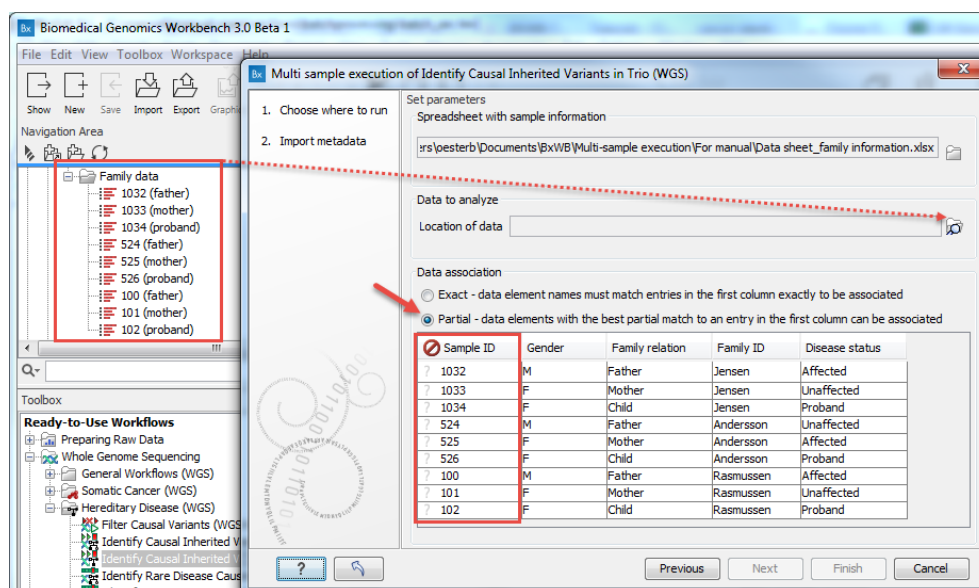 Biomedical Genomics Workbench 3.0 Beta 1
File Edit View Toolbox Workspace Help
Show New Save Import Export
Navigation Area
Family data
1032 (father)
1033 (mother)
1034 (proband)
524 (father)
525 (mother)
526 (proband)
100 (father)
101 (mother)
102 (proband)
Toolbox
Ready-to-Use Workflows
Preparing Raw Data
Whole Genome Sequencing
General Workflows (WGS)
Somatic Cancer (WGS)
Hereditary Disease (WGS)
Filter Causal Variants (WGS
Identify Causal Inherited V
Identify Causal Inherited V
Identify Rare Disease Caus
Bx Multi sample execution of Identify Causal Inherited Variants in Trio (WGS)
1. Choose where to run
2. Import metadata
Set parameters
Spreadsheet with sample information
ers\oesterb\Documents\BxWB\Multi-sample execution\For manual\Data sheet_family information.xlsx
Data to analyze
Location of data
Data association
Exact - data element names must match entries in the first column exactly to be associated
Partial - data elements with the best partial match to an entry in the first column can be associated
Sample ID Gender Family relation Family ID Disease status
? 1032 M Father Jensen Affected
? 1033 F Mother Jensen Unaffected
? 1034 F Child Jensen Proband
? 524 M Father Andersson Unaffected
? 525 F Mother Andersson Affected
? 526 F Child Andersson Proband
? 100 M Father Rasmussen Affected
? 101 F Mother Rasmussen Unaffected
? 102 F Child Rasmussen Proband
? Previous Next Finish Cancel